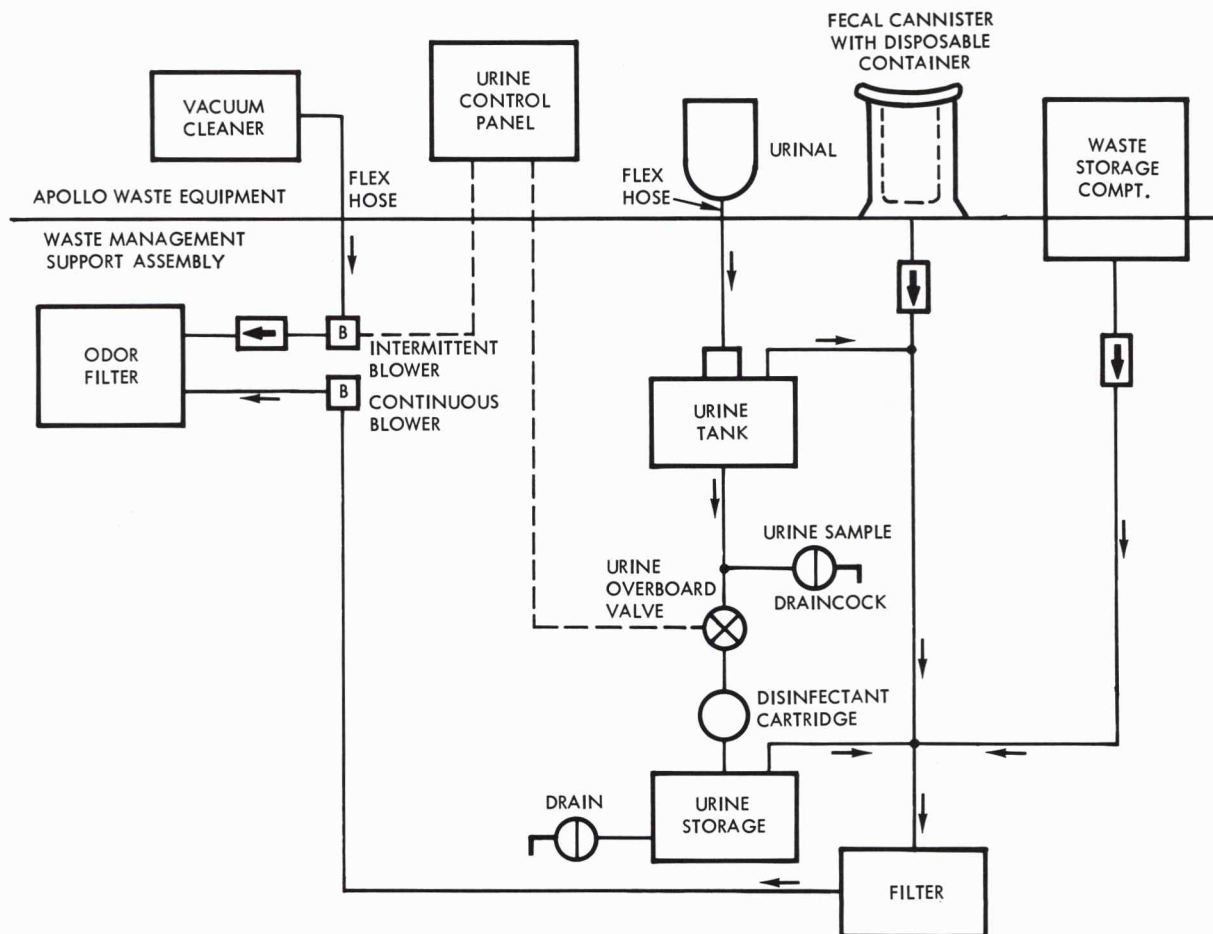 FECAL CANNISTER
WITH DISPOSABLE
CONTAINER
VACUUM
CLEANER
URINE
CONTROL
PANEL
URINAL
WASTE
STORAGE
COMPT.
FLEX
HOSE
FLEX
HOSE
APOLLO WASTE EQUIPMENT
WASTE MANAGEMENT
SUPPORT ASSEMBLY
ODOR
FILTER
B
INTERMITTENT
BLOWER
B
CONTINUOUS
BLOWER
URINE
TANK
URINE SAMPLE
DRAINCOCK
URINE
OVERBOARD
VALVE
DISINFECTANT
CARTRIDGE
DRAIN
URINE
STORAGE
FILTER